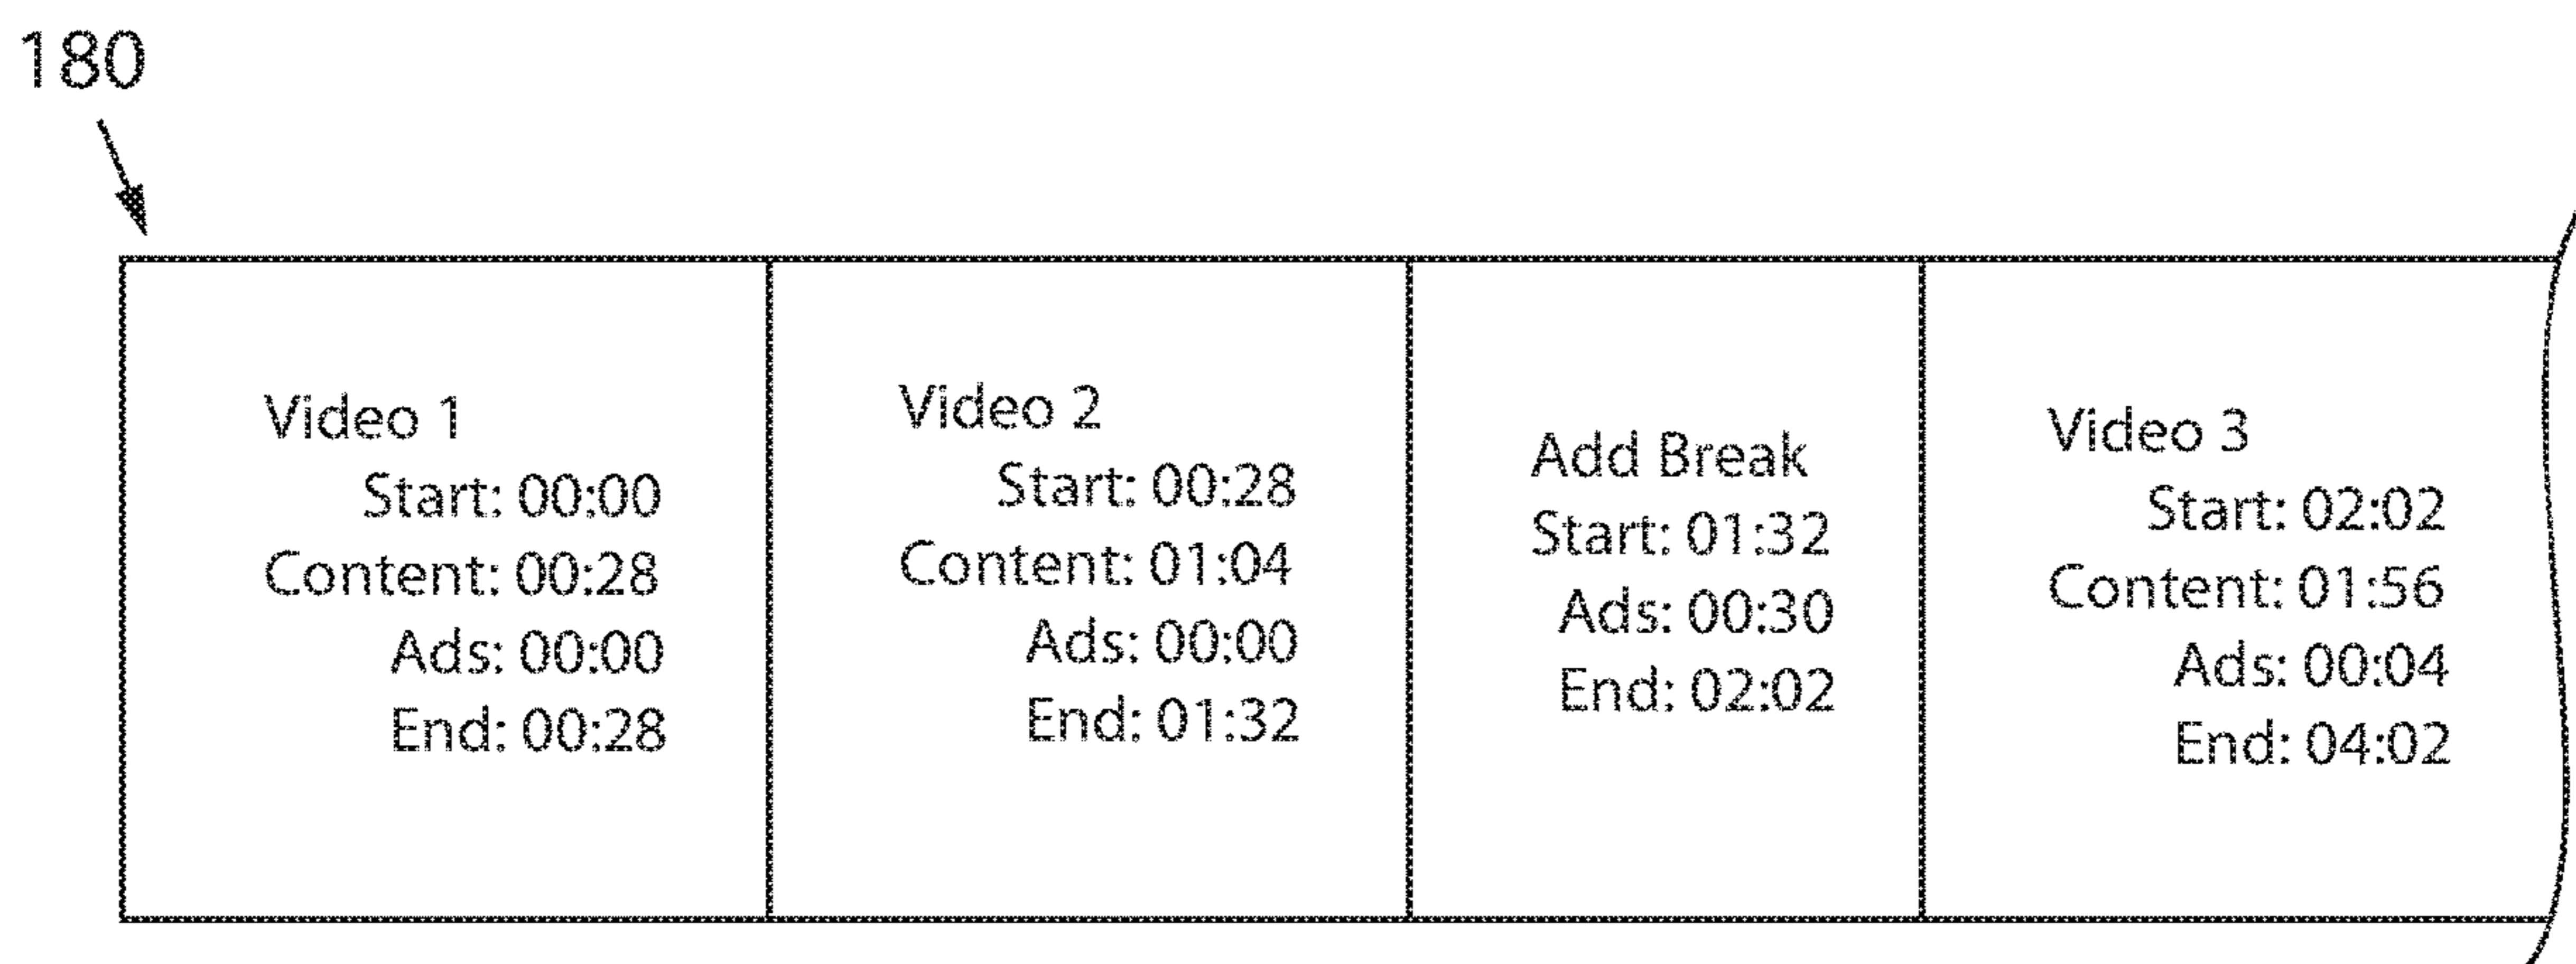 180
Video 1
Start: 00:00
Content: 00:28
Ads: 00:00
End: 00:28
Video 2
Start: 00:28
Content: 01:04
Ads: 00:00
End: 01:32
Add Break
Start: 01:32
Ads: 00:30
End: 02:02
Video 3
Start: 02:02
Content: 01:56
Ads: 00:04
End: 04:02